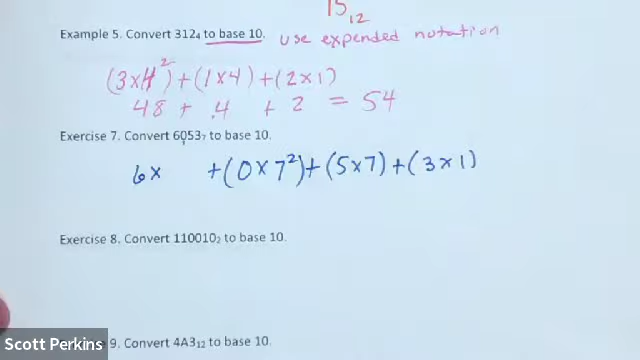 15₁₂
Example 5. Convert 312₄ to base 10. use expended notation
(3×4²)+(1×4)+(2×1)
48 + 4 + 2 = 54
Exercise 7. Convert 6053₇ to base 10.
6× +(0×7²)+(5×7)+(3×1)
Exercise 8. Convert 110010₂ to base 10.
9. Convert 4A3₁₂ to base 10.
Scott Perkins